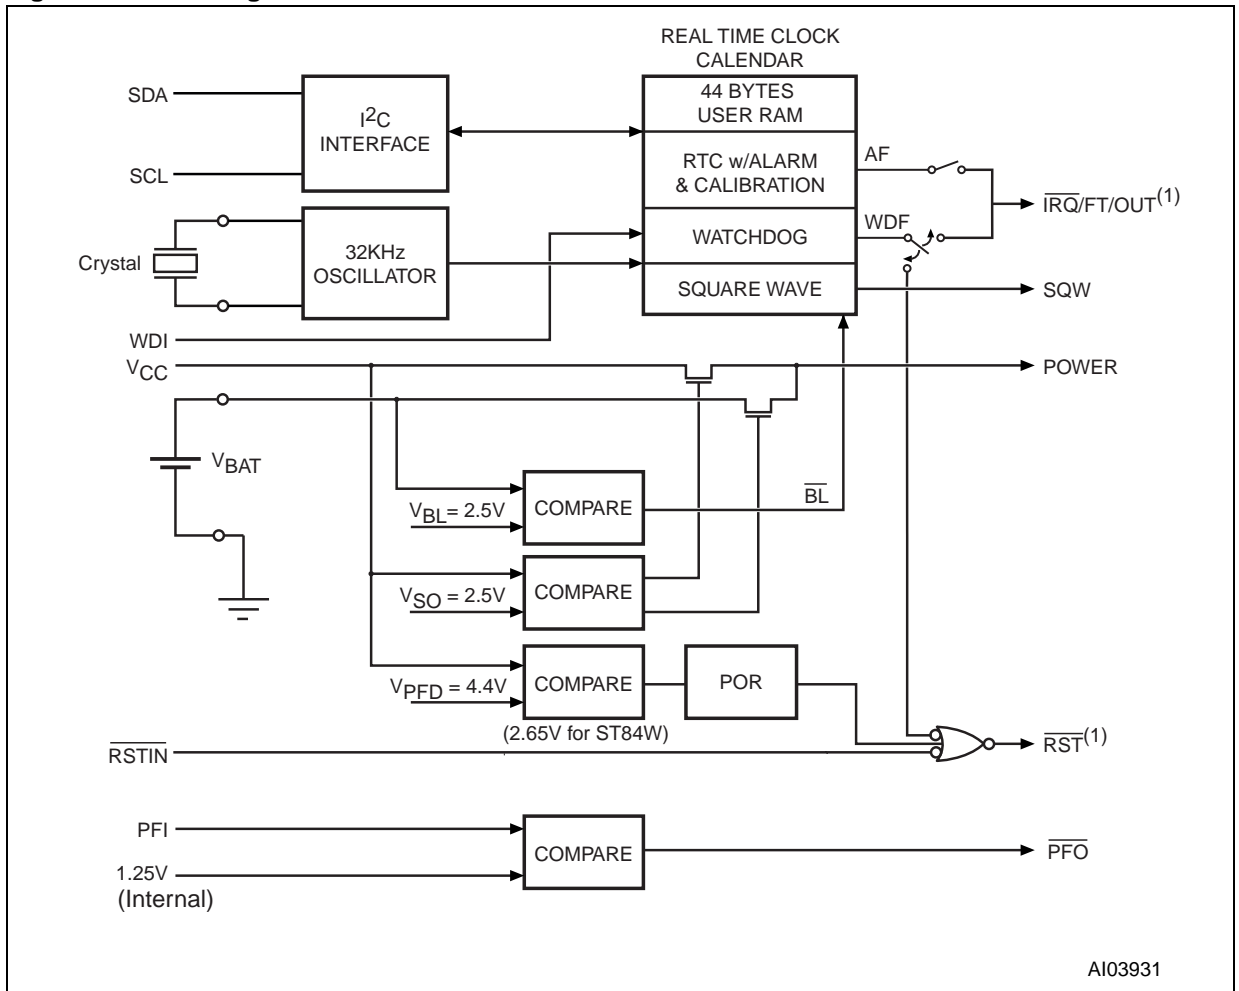 REAL TIME CLOCK
CALENDAR
SDA
SCL
I2C
INTERFACE
44 BYTES
USER RAM
RTC w/ALARM
& CALIBRATION
WATCHDOG
SQUARE WAVE
AF
WDF
IRQ/FT/OUT(1)
SQW
Crystal
32KHz
OSCILLATOR
WDI
VCC
POWER
VBAT
VBL= 2.5V
COMPARE
BL
VSO = 2.5V
COMPARE
VPFD = 4.4V
COMPARE
POR
(2.65V for ST84W)
RSTIN
RST(1)
PFI
1.25V
(Internal)
COMPARE
PFO
AI03931